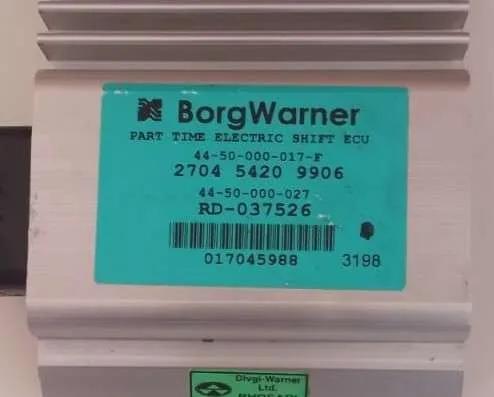 BorgWarner
PART TIME ELECTRIC SHIFT ECU
44-50-000-017-F
2704 5420 9906
44-50-000-027
RD-037526
017045988 3198
Divgi-Warner
Ltd.